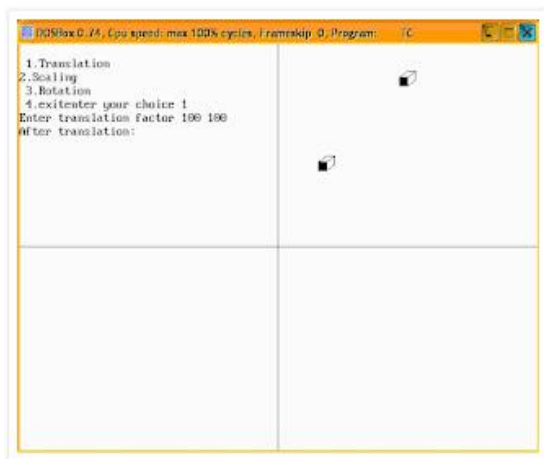 DOSBox 0.74, Cpu speed: max 100% cycles, Frameskip 0, Program: TC
1.Translation
2.Scaling
3.Rotation
4.exitenter your choice 1
Enter translation factor 100 100
After translation: